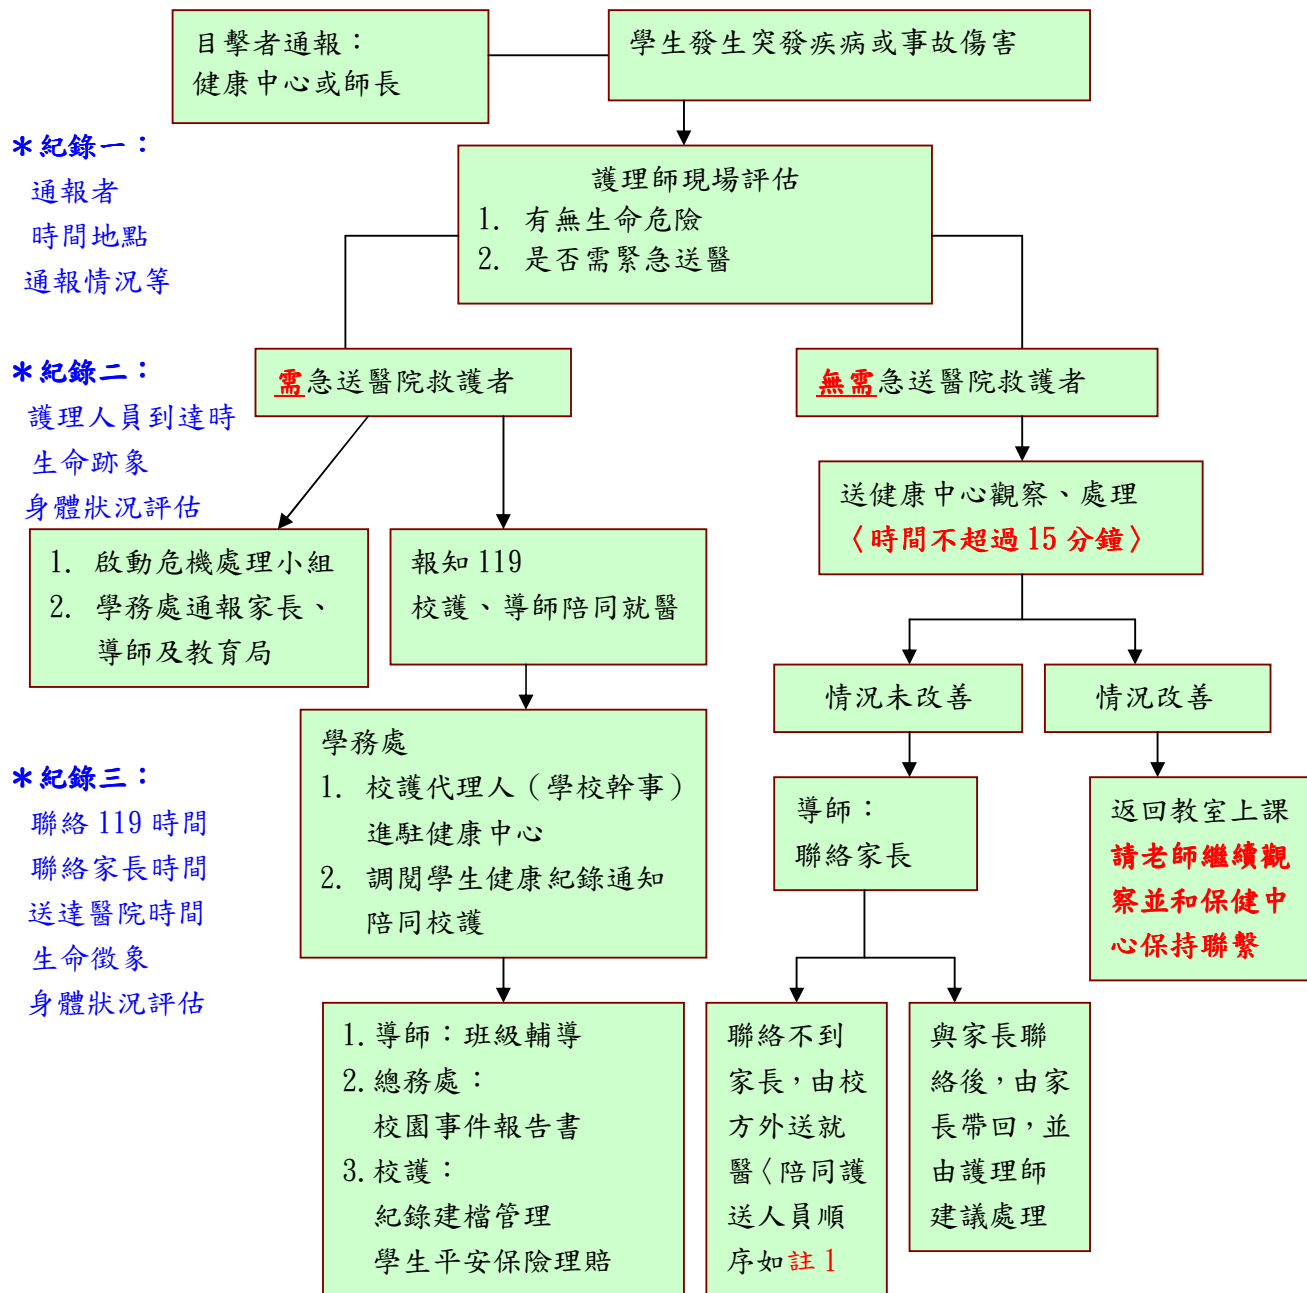 目擊者通報：
健康中心或師長
學生發生突發疾病或事故傷害
＊紀錄一：
通報者
時間地點
通報情況等
護理師現場評估
1. 有無生命危險
2. 是否需緊急送醫
＊紀錄二：
護理人員到達時
生命跡象
身體狀況評估
需急送醫院救護者
無需急送醫院救護者
送健康中心觀察、處理
〈時間不超過15分鐘〉
1. 啟動危機處理小組
2. 學務處通報家長、
導師及教育局
報知119
校護、導師陪同就醫
情況未改善
情況改善
＊紀錄三：
聯絡119時間
聯絡家長時間
送達醫院時間
生命徵象
身體狀況評估
學務處
1. 校護代理人（學校幹事）
進駐健康中心
2. 調閱學生健康紀錄通知
陪同校護
導師：
聯絡家長
返回教室上課
請老師繼續觀
察並和保健中
心保持聯繫
1.導師：班級輔導
2.總務處：
校園事件報告書
3.校護：
紀錄建檔管理
學生平安保險理賠
聯絡不到
家長，由校
方外送就
醫〈陪同護
送人員順
序如註1
與家長聯
絡後，由家
長帶回，並
由護理師
建議處理